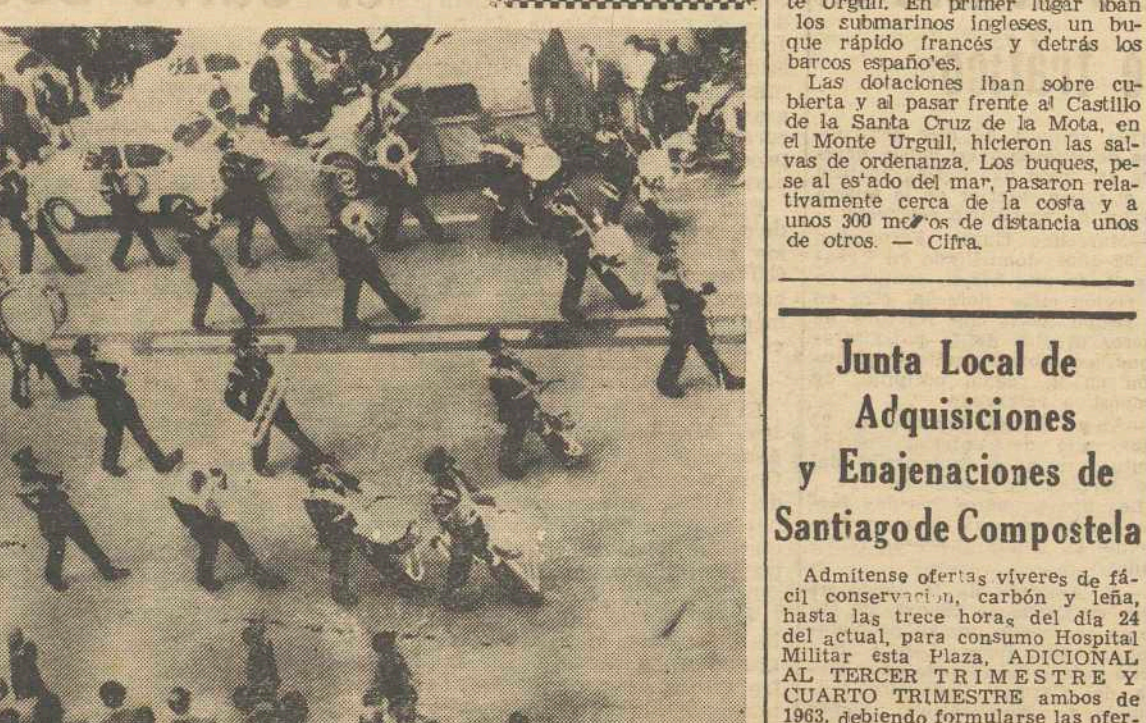 te Urgull. En primer lugar iban
los submarinos ingleses, un bu-
que rápido francés y detrás los
barcos españo'es.
Las dotaciones iban sobre cu-
bierta y al pasar frente al Castillo
de la Santa Cruz de la Mota, en
el Monte Urgull, hicieron las sal-
vas de ordenanza. Los buques, pe-
se al es'ado del mar, pasaron rela-
tivamente cerca de la costa y a
unos 300 metros de distancia unos
de otros. — Cifra.
Junta Local de
Adquisiciones
y Enajenaciones de
Santiago de Compostela
Admítense ofertas víveres de fá-
cil conservación, carbón y leña,
hasta las trece horas del día 24
del actual, para consumo Hospital
Militar esta Plaza, ADICIONAL
AL TERCER TRIMESTRE Y
CUARTO TRIMESTRE ambos de
1963, debiendo formularse las ofer-